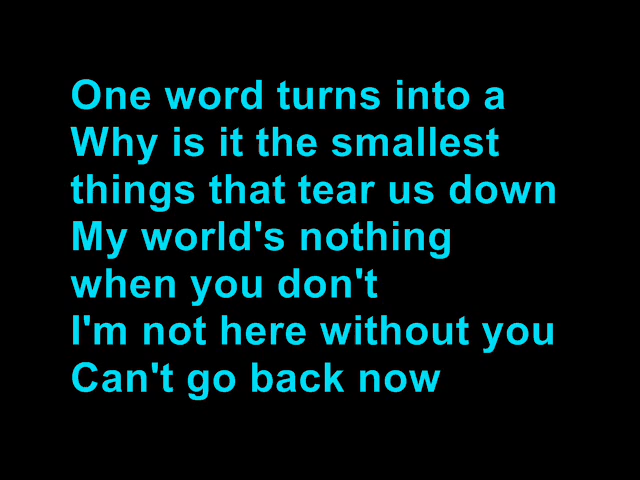 One word turns into a
Why is it the smallest
things that tear us down
My world's nothing
when you don't
I'm not here without you
Can't go back now